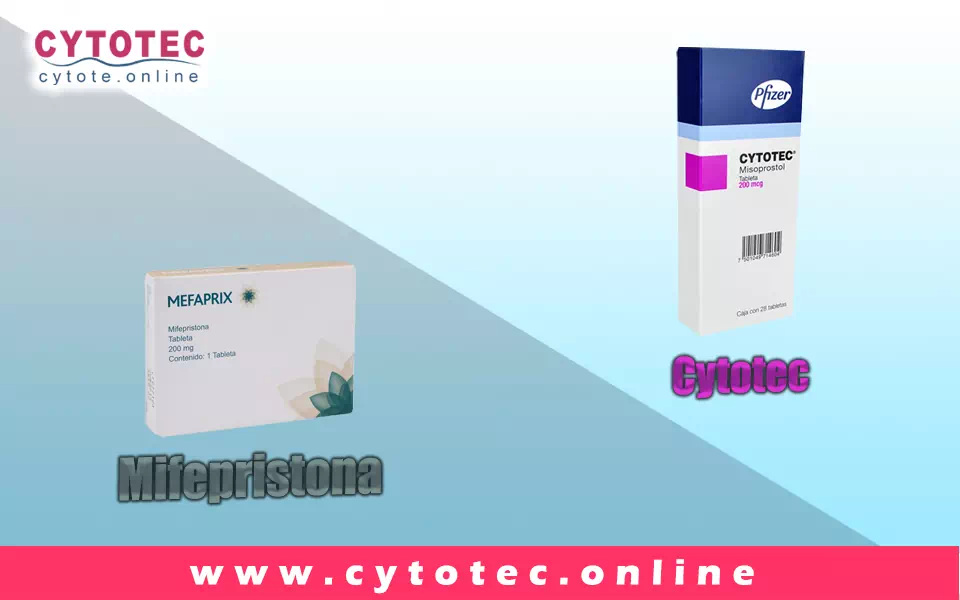 CYTOTEC
cytote.online
Pfizer
CYTOTEC®
Misoprostol
Tableta
200 mcg
Caja con 28 tabletas
Cytotec
MEFAPRIX
Mifepristona
Tableta
200 mg
Contenido: 1 Tableta
Mifepristona
www.cytotec.online